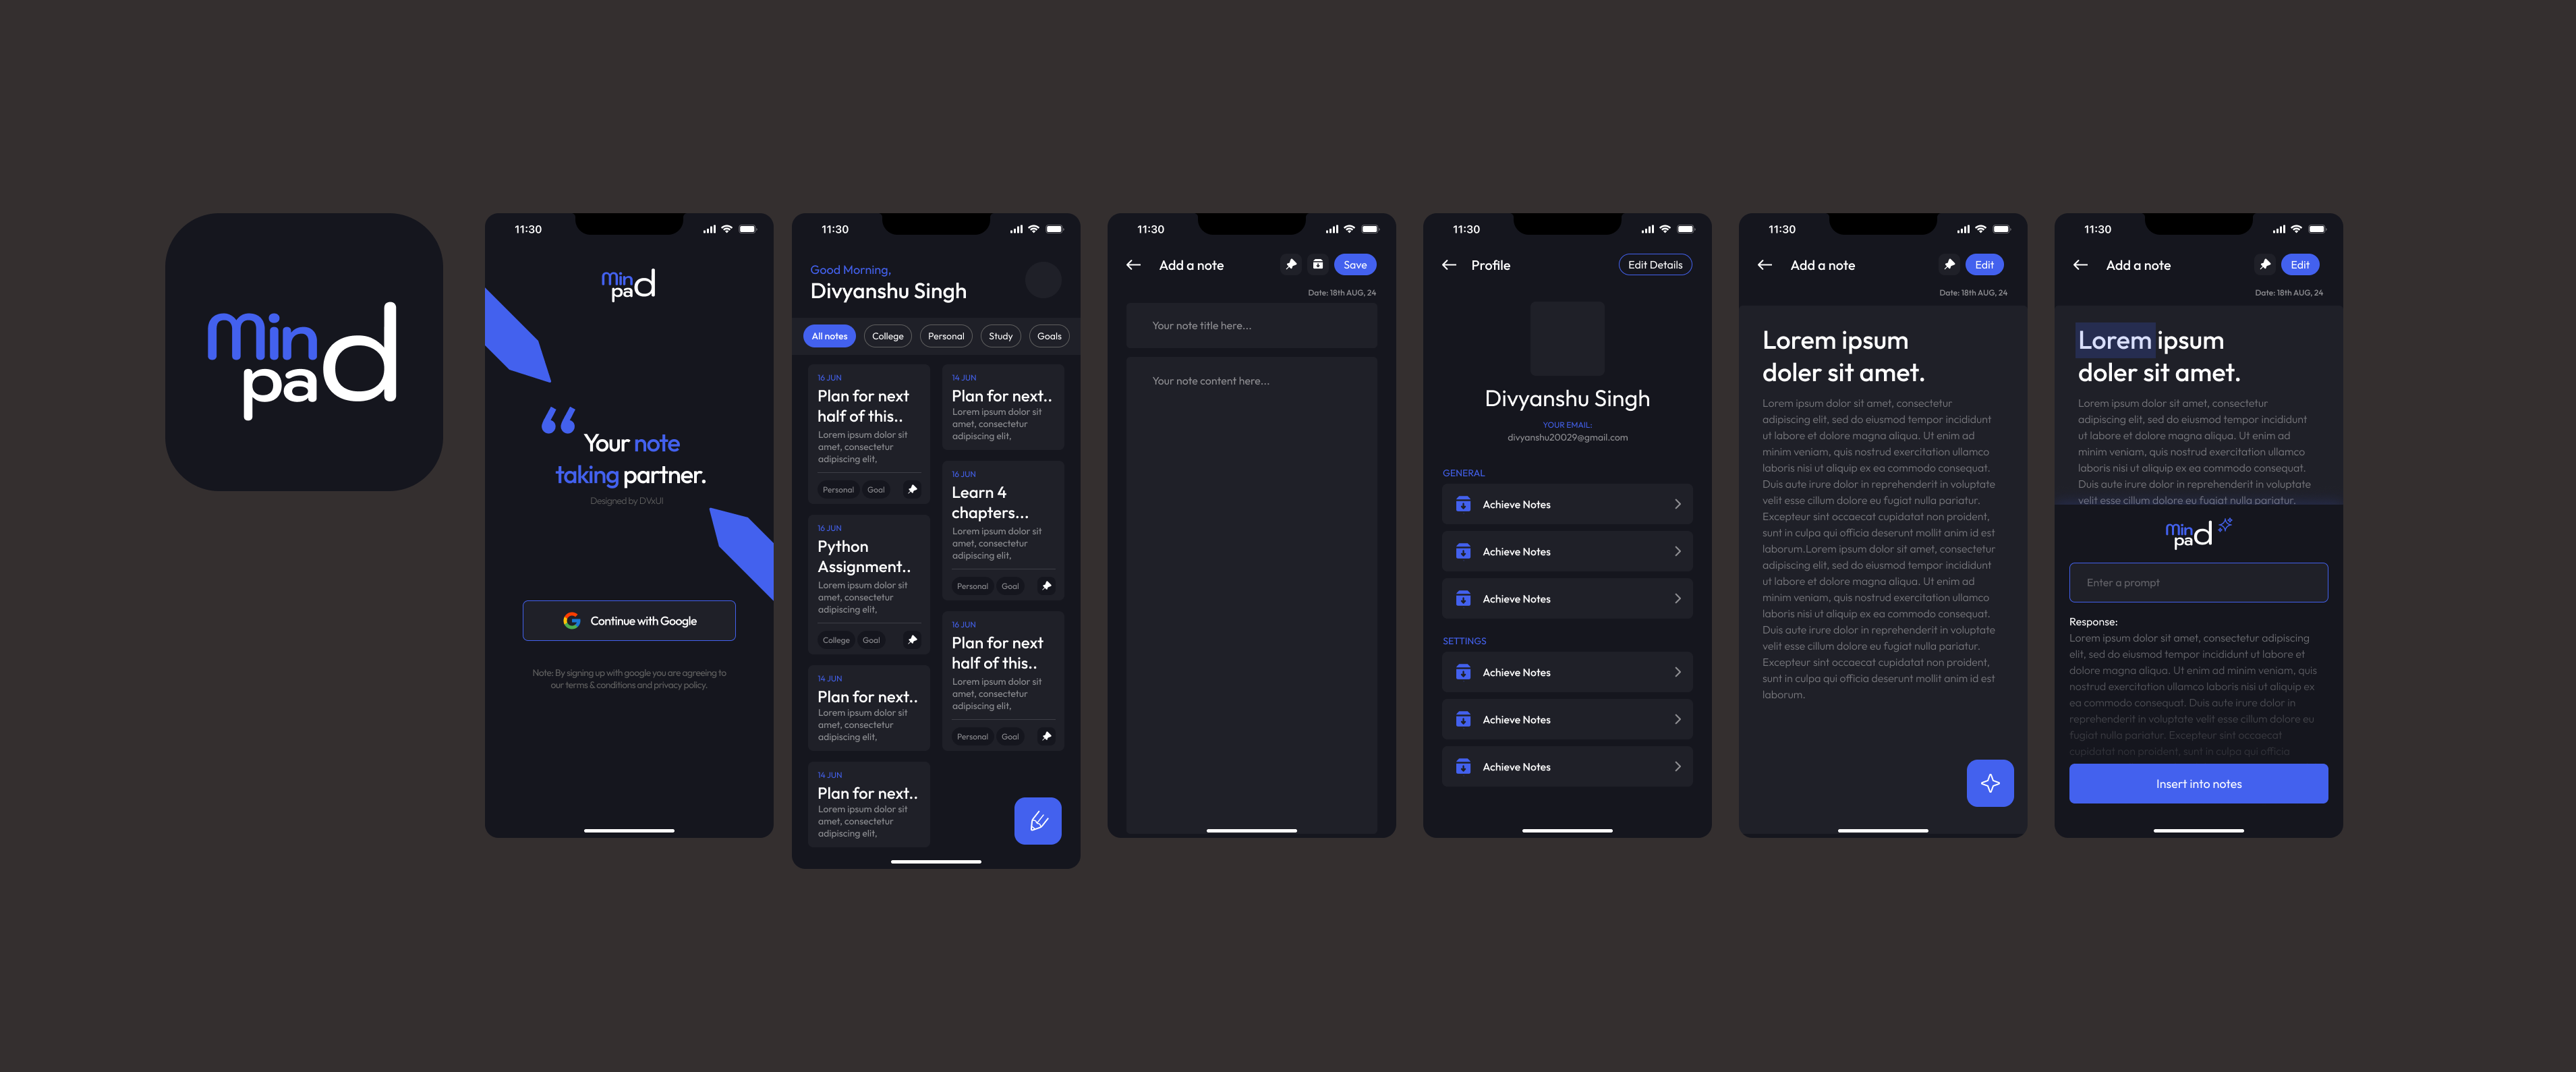 Min
pad
11:30
Min
pad
“ Your note
taking partner.
Designed by DVxUI
Continue with Google
Note: By signing up with google you are agreeing to
our terms & conditions and privacy policy.
11:30
Good Morning,
Divyanshu Singh
All notes
College
Personal
Study
Goals
16 JUN
Plan for next
half of this..
Lorem ipsum dolor sit
amet, consectetur
adipiscing elit,
Personal
Goal
16 JUN
Python
Assignment..
Lorem ipsum dolor sit
amet, consectetur
adipiscing elit,
College
Goal
14 JUN
Plan for next..
Lorem ipsum dolor sit
amet, consectetur
adipiscing elit,
14 JUN
Plan for next..
Lorem ipsum dolor sit
amet, consectetur
adipiscing elit,
14 JUN
Plan for next..
Lorem ipsum dolor sit
amet, consectetur
adipiscing elit,
16 JUN
Learn 4
chapters...
Lorem ipsum dolor sit
amet, consectetur
adipiscing elit,
Personal
Goal
16 JUN
Plan for next
half of this..
Lorem ipsum dolor sit
amet, consectetur
adipiscing elit,
Personal
Goal
11:30
Add a note
Save
Date: 18th AUG, 24
Your note title here...
Your note content here...
11:30
Profile
Edit Details
Divyanshu Singh
YOUR EMAIL:
divyanshu20029@gmail.com
GENERAL
Achieve Notes
Achieve Notes
Achieve Notes
SETTINGS
Achieve Notes
Achieve Notes
Achieve Notes
11:30
Add a note
Edit
Date: 18th AUG, 24
Lorem ipsum
doler sit amet.
Lorem ipsum dolor sit amet, consectetur
adipiscing elit, sed do eiusmod tempor incididunt
ut labore et dolore magna aliqua. Ut enim ad
minim veniam, quis nostrud exercitation ullamco
laboris nisi ut aliquip ex ea commodo consequat.
Duis aute irure dolor in reprehenderit in voluptate
velit esse cillum dolore eu fugiat nulla pariatur.
Excepteur sint occaecat cupidatat non proident,
sunt in culpa qui officia deserunt mollit anim id est
laborum.Lorem ipsum dolor sit amet, consectetur
adipiscing elit, sed do eiusmod tempor incididunt
ut labore et dolore magna aliqua. Ut enim ad
minim veniam, quis nostrud exercitation ullamco
laboris nisi ut aliquip ex ea commodo consequat.
Duis aute irure dolor in reprehenderit in voluptate
velit esse cillum dolore eu fugiat nulla pariatur.
Excepteur sint occaecat cupidatat non proident,
sunt in culpa qui officia deserunt mollit anim id est
laborum.
11:30
Add a note
Edit
Date: 18th AUG, 24
Lorem ipsum
doler sit amet.
Lorem ipsum dolor sit amet, consectetur
adipiscing elit, sed do eiusmod tempor incididunt
ut labore et dolore magna aliqua. Ut enim ad
minim veniam, quis nostrud exercitation ullamco
laboris nisi ut aliquip ex ea commodo consequat.
Duis aute irure dolor in reprehenderit in voluptate
velit esse cillum dolore eu fugiat nulla pariatur.
Min
pad
Enter a prompt
Response:
Lorem ipsum dolor sit amet, consectetur adipiscing
elit, sed do eiusmod tempor incididunt ut labore et
dolore magna aliqua. Ut enim ad minim veniam, quis
nostrud exercitation ullamco laboris nisi ut aliquip ex
ea commodo consequat. Duis aute irure dolor in
reprehenderit in voluptate velit esse cillum dolore eu
fugiat nulla pariatur. Excepteur sint occaecat
cupidatat non proident, sunt in culpa qui officia
Insert into notes